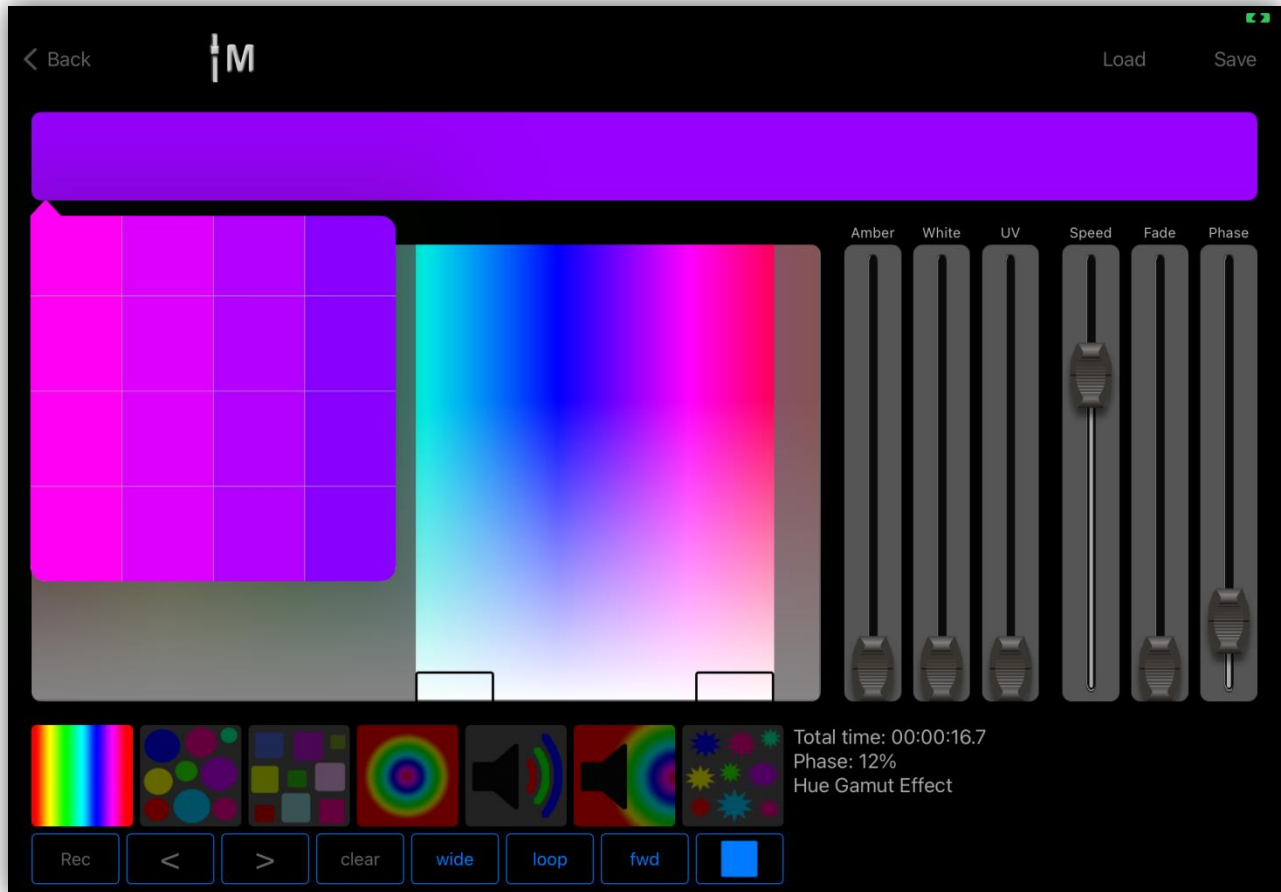 Back
M
Load
Save
Amber
White
UV
Speed
Fade
Phase
Total time: 00:00:16.7
Phase: 12%
Hue Gamut Effect
Rec
<
>
clear
wide
loop
fwd